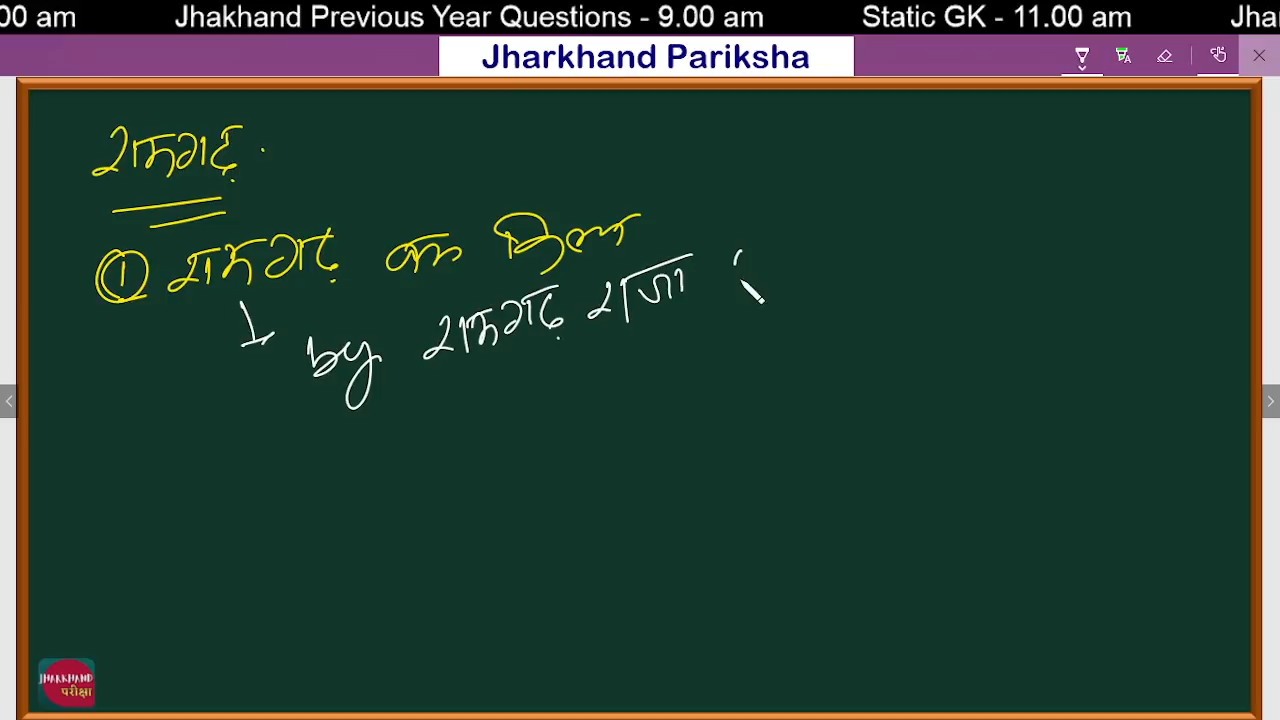 00 am Jhakhand Previous Year Questions - 9.00 am Static GK - 11.00 am Jha
Jharkhand Pariksha
रामगढ़
① रामगढ़ का किला
by रामगढ़ राजा
JHARKHAND
परीक्षा